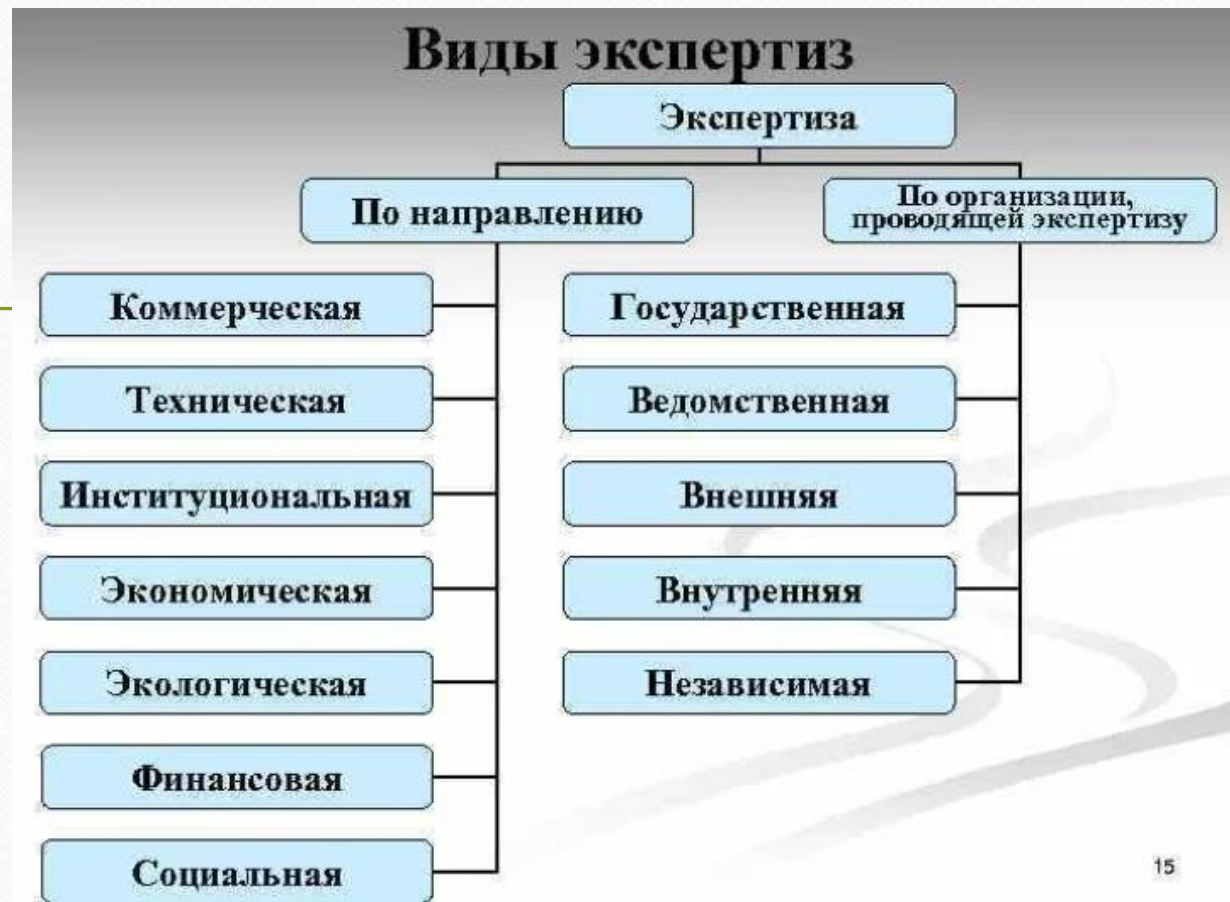 Виды экспертиз
Экспертиза
По направлению
По организации,
проводящей экспертизу
Коммерческая
Техническая
Институциональная
Экономическая
Экологическая
Финансовая
Социальная
Государственная
Ведомственная
Внешняя
Внутренняя
Независимая
15